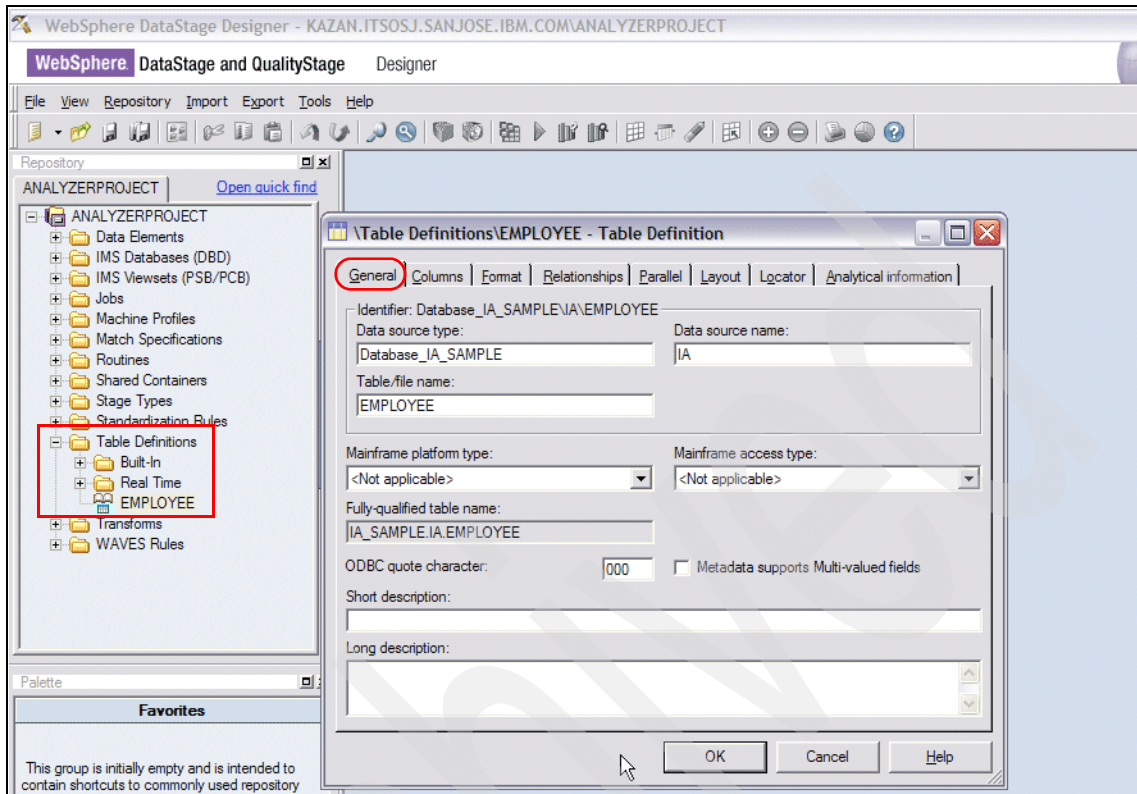 WebSphere DataStage Designer - KAZAN.ITSOSJ.SANJOSE.IBM.COM\ANALYZERPROJECT
WebSphere. DataStage and QualityStage Designer
File View Repository Import Export Tools Help
Repository
ANALYZERPROJECT Open quick find
ANALYZERPROJECT
Data Elements
IMS Databases (DBD)
IMS Viewsets (PSB/PCB)
Jobs
Machine Profiles
Match Specifications
Routines
Shared Containers
Stage Types
Standardization Rules
Table Definitions
Built-In
Real Time
EMPLOYEE
Transforms
WAVES Rules
Palette
Favorites
This group is initially empty and is intended to
contain shortcuts to commonly used repository
\Table Definitions\EMPLOYEE - Table Definition
General Columns Format Relationships Parallel Layout Locator Analytical information
Identifier: Database_IA_SAMPLE\IA\EMPLOYEE
Data source type: Data source name:
Database_IA_SAMPLE IA
Table/file name:
EMPLOYEE
Mainframe platform type: Mainframe access type:
<Not applicable> <Not applicable>
Fully-qualified table name:
IA_SAMPLE.IA.EMPLOYEE
ODBC quote character: 000 Metadata supports Multi-valued fields
Short description:
Long description:
OK Cancel Help